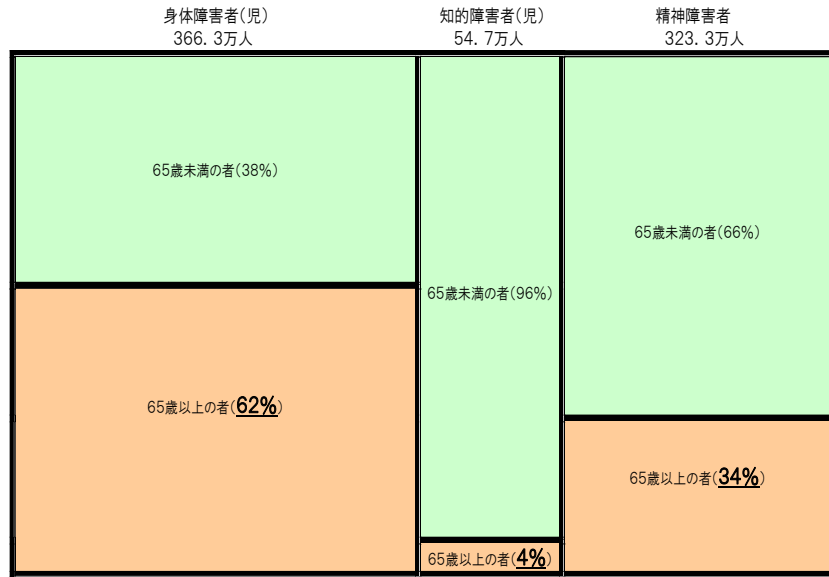 身体障害者(児)
366.3万人
知的障害者(児)
54.7万人
精神障害者
323.3万人
65歳未満の者(38%)
65歳以上の者(62%)
65歳未満の者(96%)
65歳以上の者(4%)
65歳未満の者(66%)
65歳以上の者(34%)